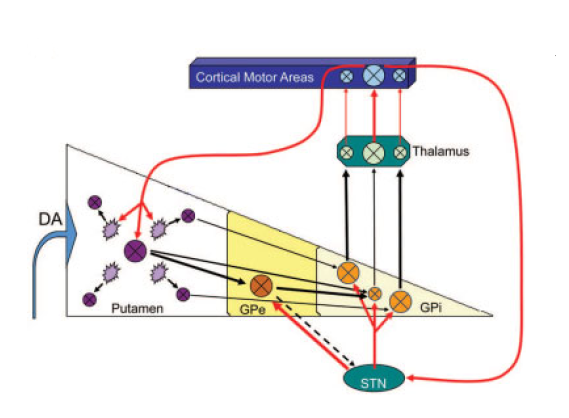 Cortical Motor Areas
Thalamus
DA
Putamen
GPe
GPi
STN